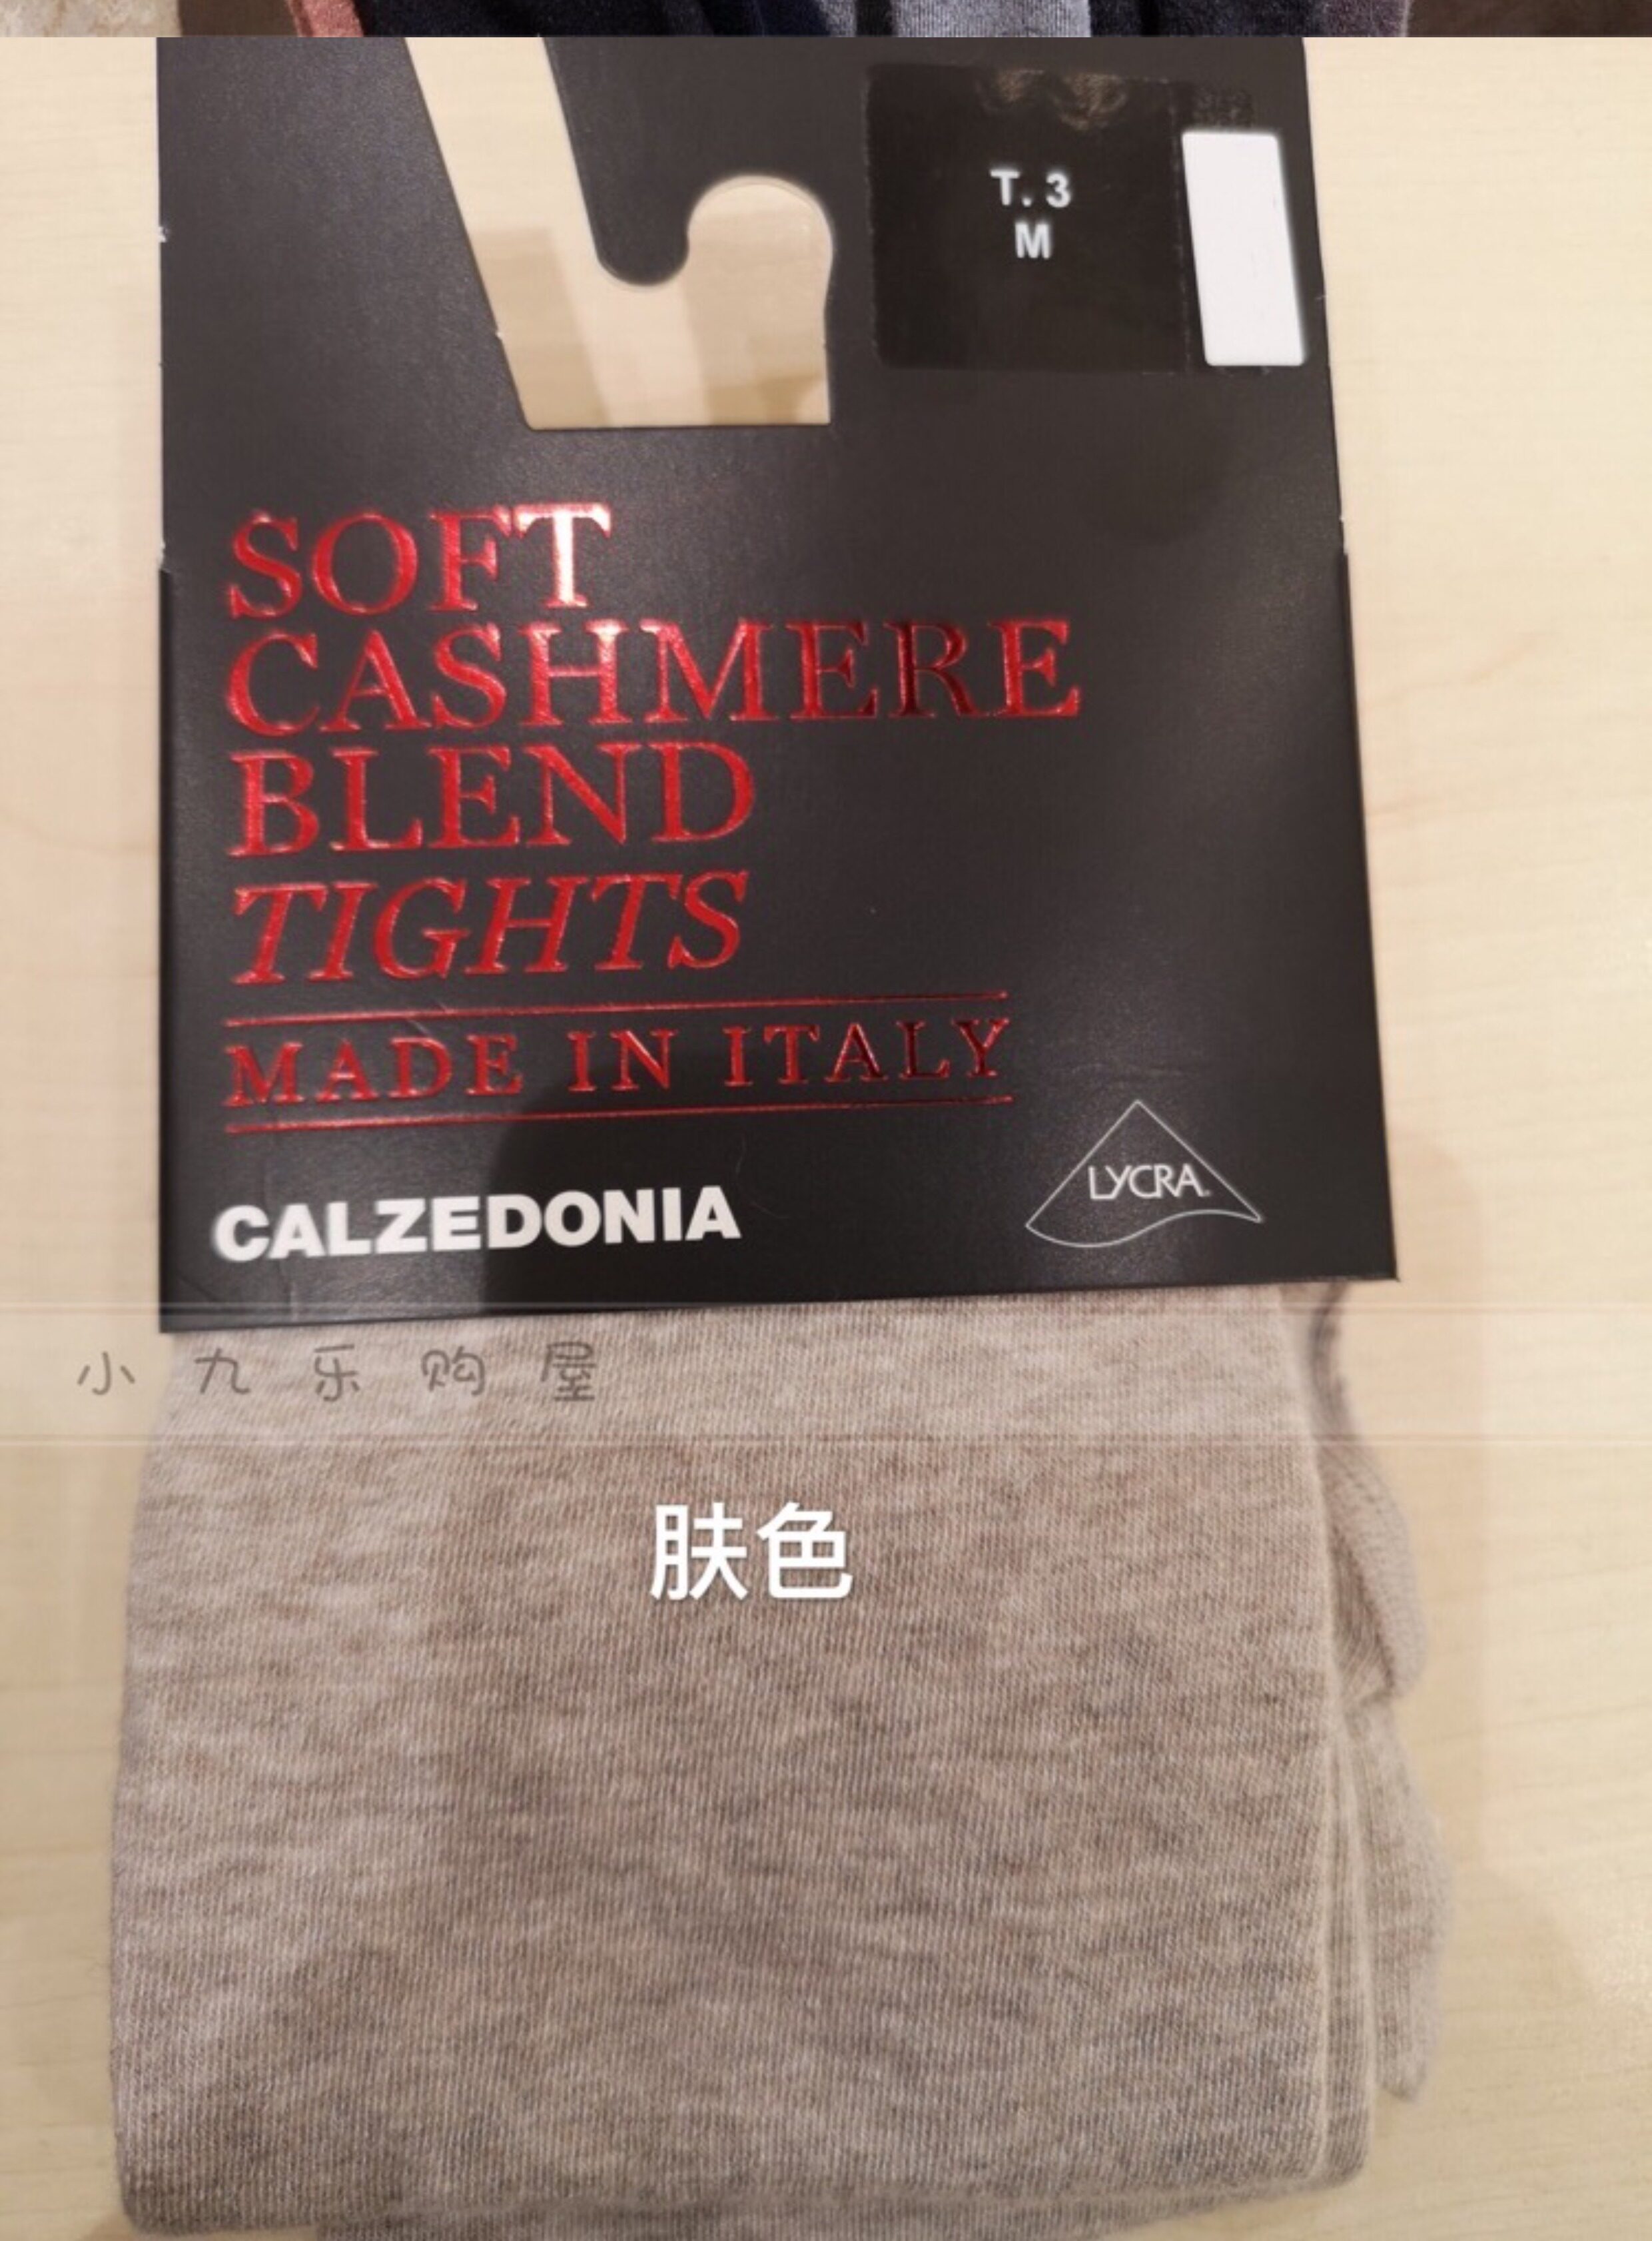 T. 3
M
SOFT
CASHMERE
BLEND
TIGHTS
MADE IN ITALY
CALZEDONIA
LYCRA
小九乐购屋
肤色